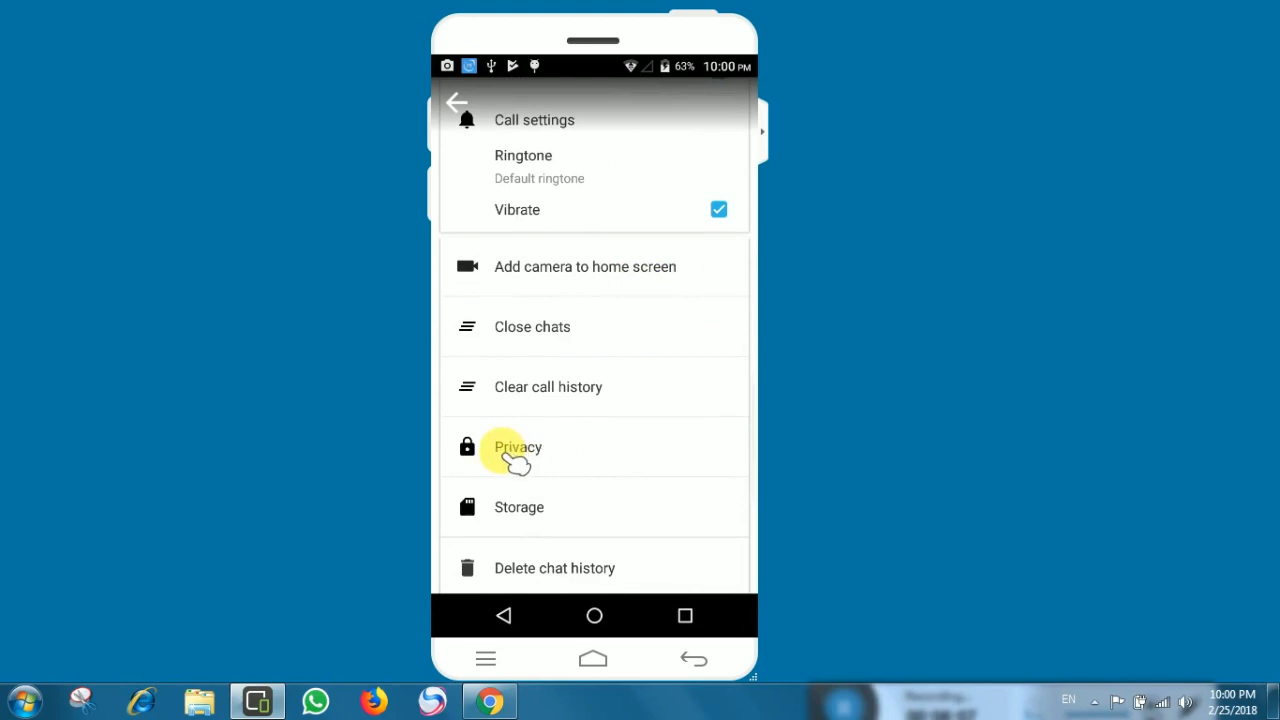 63% 10:00 PM
Call settings
Ringtone
Default ringtone
Vibrate
Add camera to home screen
Close chats
Clear call history
Privacy
Storage
Delete chat history
EN
10:00 PM
2/25/2018
Recording...